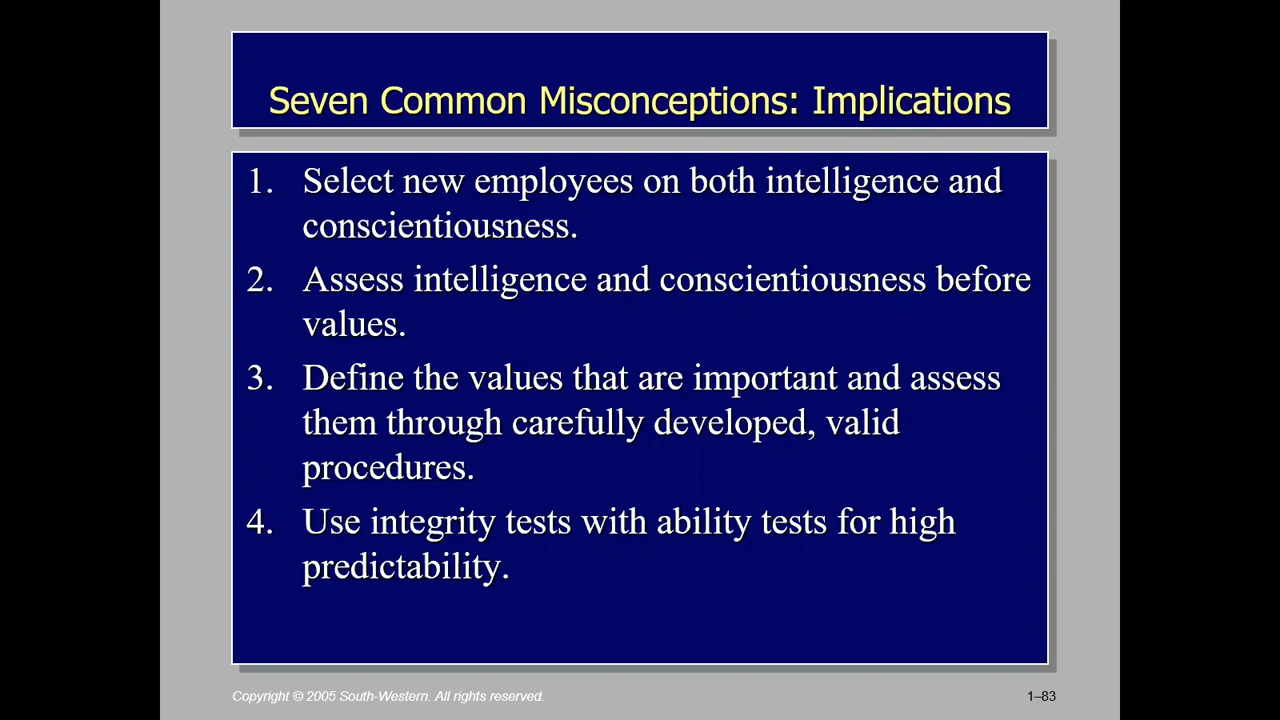 Seven Common Misconceptions: Implications
1. Select new employees on both intelligence and
conscientiousness.
2. Assess intelligence and conscientiousness before
values.
3. Define the values that are important and assess
them through carefully developed, valid
procedures.
4. Use integrity tests with ability tests for high
predictability.
Copyright © 2005 South-Western. All rights reserved.
1–83